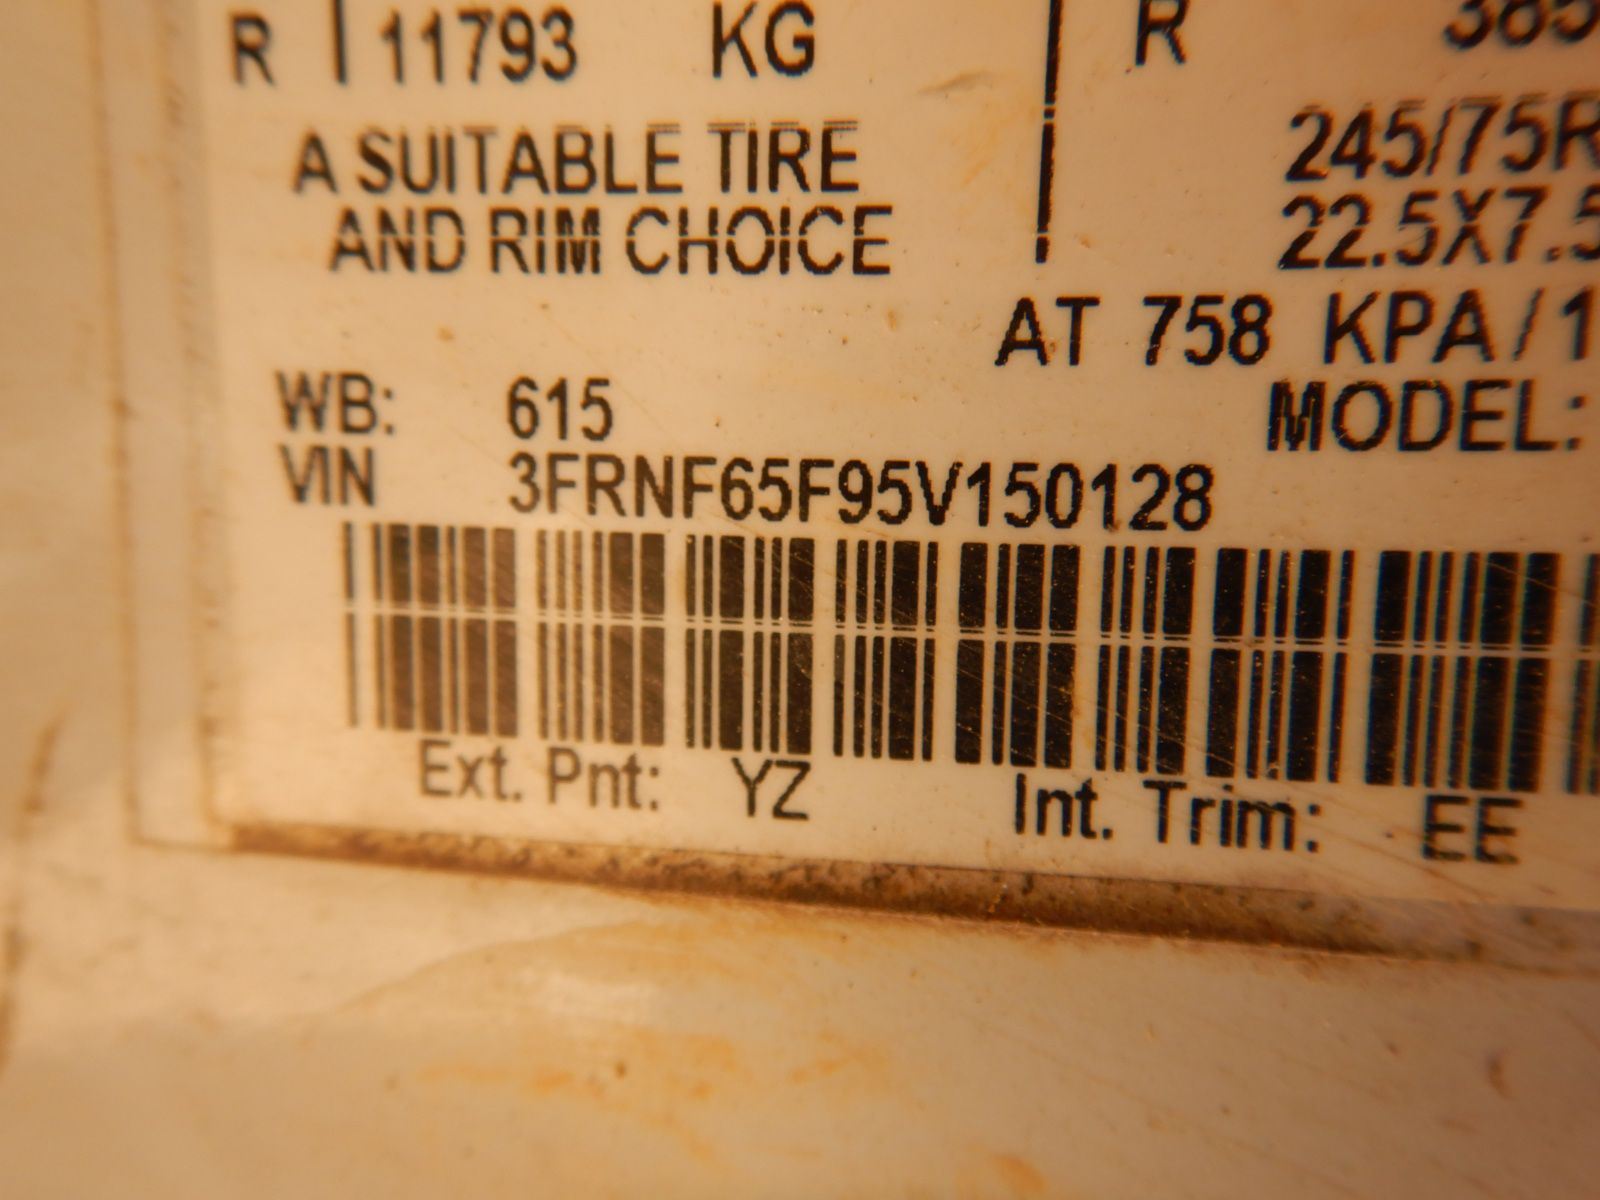 R 11793 KG R 385
A SUITABLE TIRE 245/75R
AND RIM CHOICE 22.5X7.5
AT 758 KPA/1
WB: 615 MODEL:
VIN 3FRNF65F95V150128
Ext. Pnt: YZ Int. Trim: EE